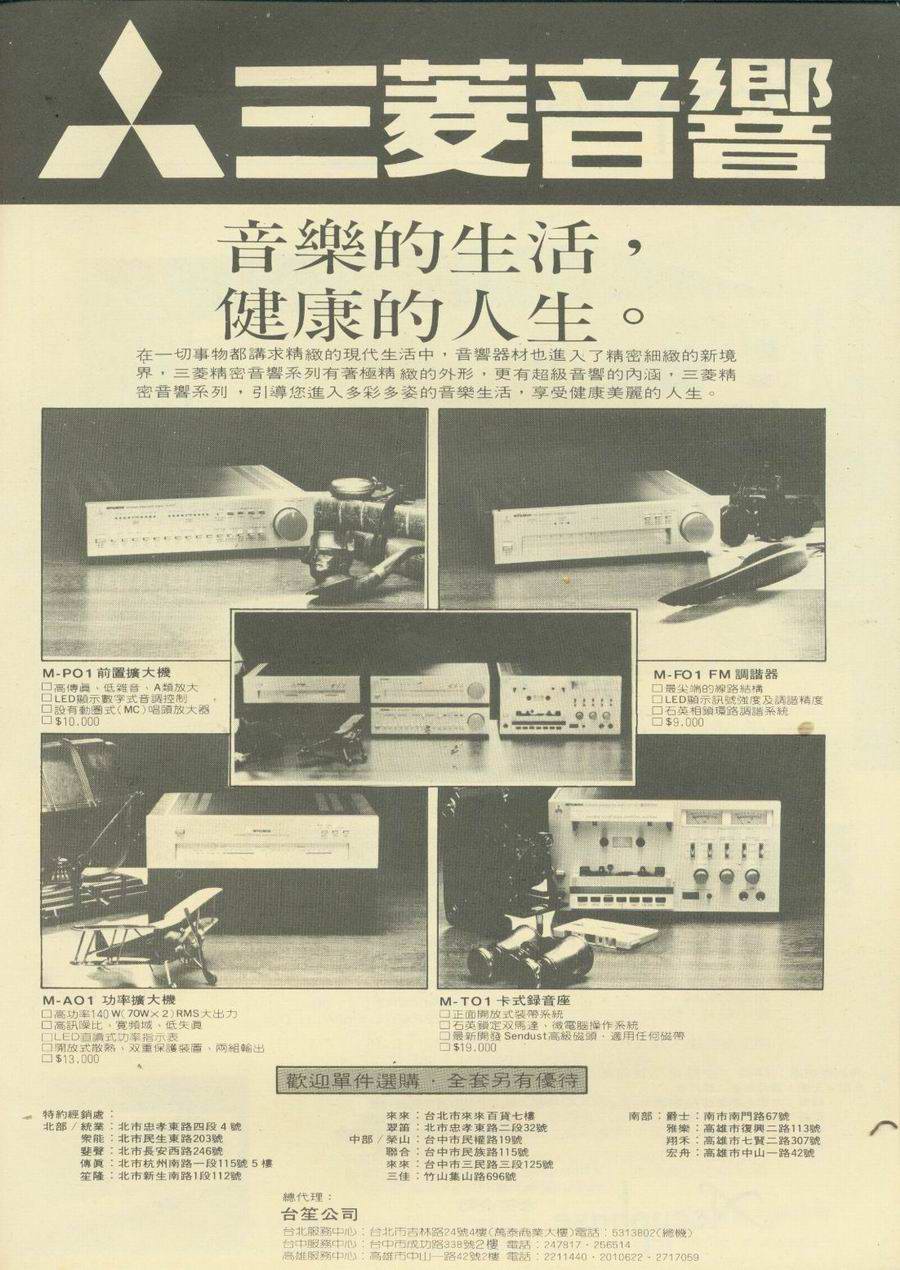 三菱音響
音樂的生活，
健康的人生。
在一切事物都講求精緻的現代生活中，音響器材也進入了精密細緻的新境
界，三菱精密音響系列有著極精緻的外形，更有超級音響的內涵，三菱精
密音響系列，引導您進入多彩多姿的音樂生活，享受健康美麗的人生。
M-PO1 前置擴大機
□高傳眞、低雜音、A類放大
□LED顯示數字式音調控制
□設有動圈式(MC)唱頭放大器
□$10.000
M-FO1 FM 調諧器
□最尖端的線路結構
□LED顯示訊號強度及調諧精度
□石英相鎖環路調諧系統
□$9.000
M-AO1 功率擴大機
□高功率140W(70W×2)RMS大出力
□高訊噪比、寬頻域、低失眞
□LED直讀式功率指示表
□開放式散熱、双重保護裝置、兩組輸出
□$13.000
M-TO1 卡式錄音座
□正面開放式裝帶系統
□石英鎖定双馬達、微電腦操作系統
□最新開發 Sendust高級磁頭，適用任何磁帶
□$19.000
歡迎單件選購．全套另有優待
特約經銷處：
北部／統業：北市忠孝東路四段 4 號
衆能：北市民生東路203號
斐聲：北市長安西路246號
傳眞：北市杭州南路一段115號 5 樓
笙隆：北市新生南路1段112號
來來：台北市來來百貨七樓
翠笛：北市忠孝東路二段32號
中部／榮山：台中市民權路19號
聯合：台中市民族路115號
來來：台中市三民路三段125號
三佳：竹山集山路696號
南部：爵士：南市南門路67號
雅樂：高雄市復興二路113號
翔禾：高雄市七賢二路307號
宏舟：高雄市中山一路42號
總代理：
台笙公司
台北服務中心：台北市吉林路24號4樓(萬泰商業大樓)電話：5313802(總機)
台中服務中心：台中市成功路338號2樓 電話：247817．256514
高雄服務中心：高雄市中山一路42號2樓 電話：2211440．2010622．2717059